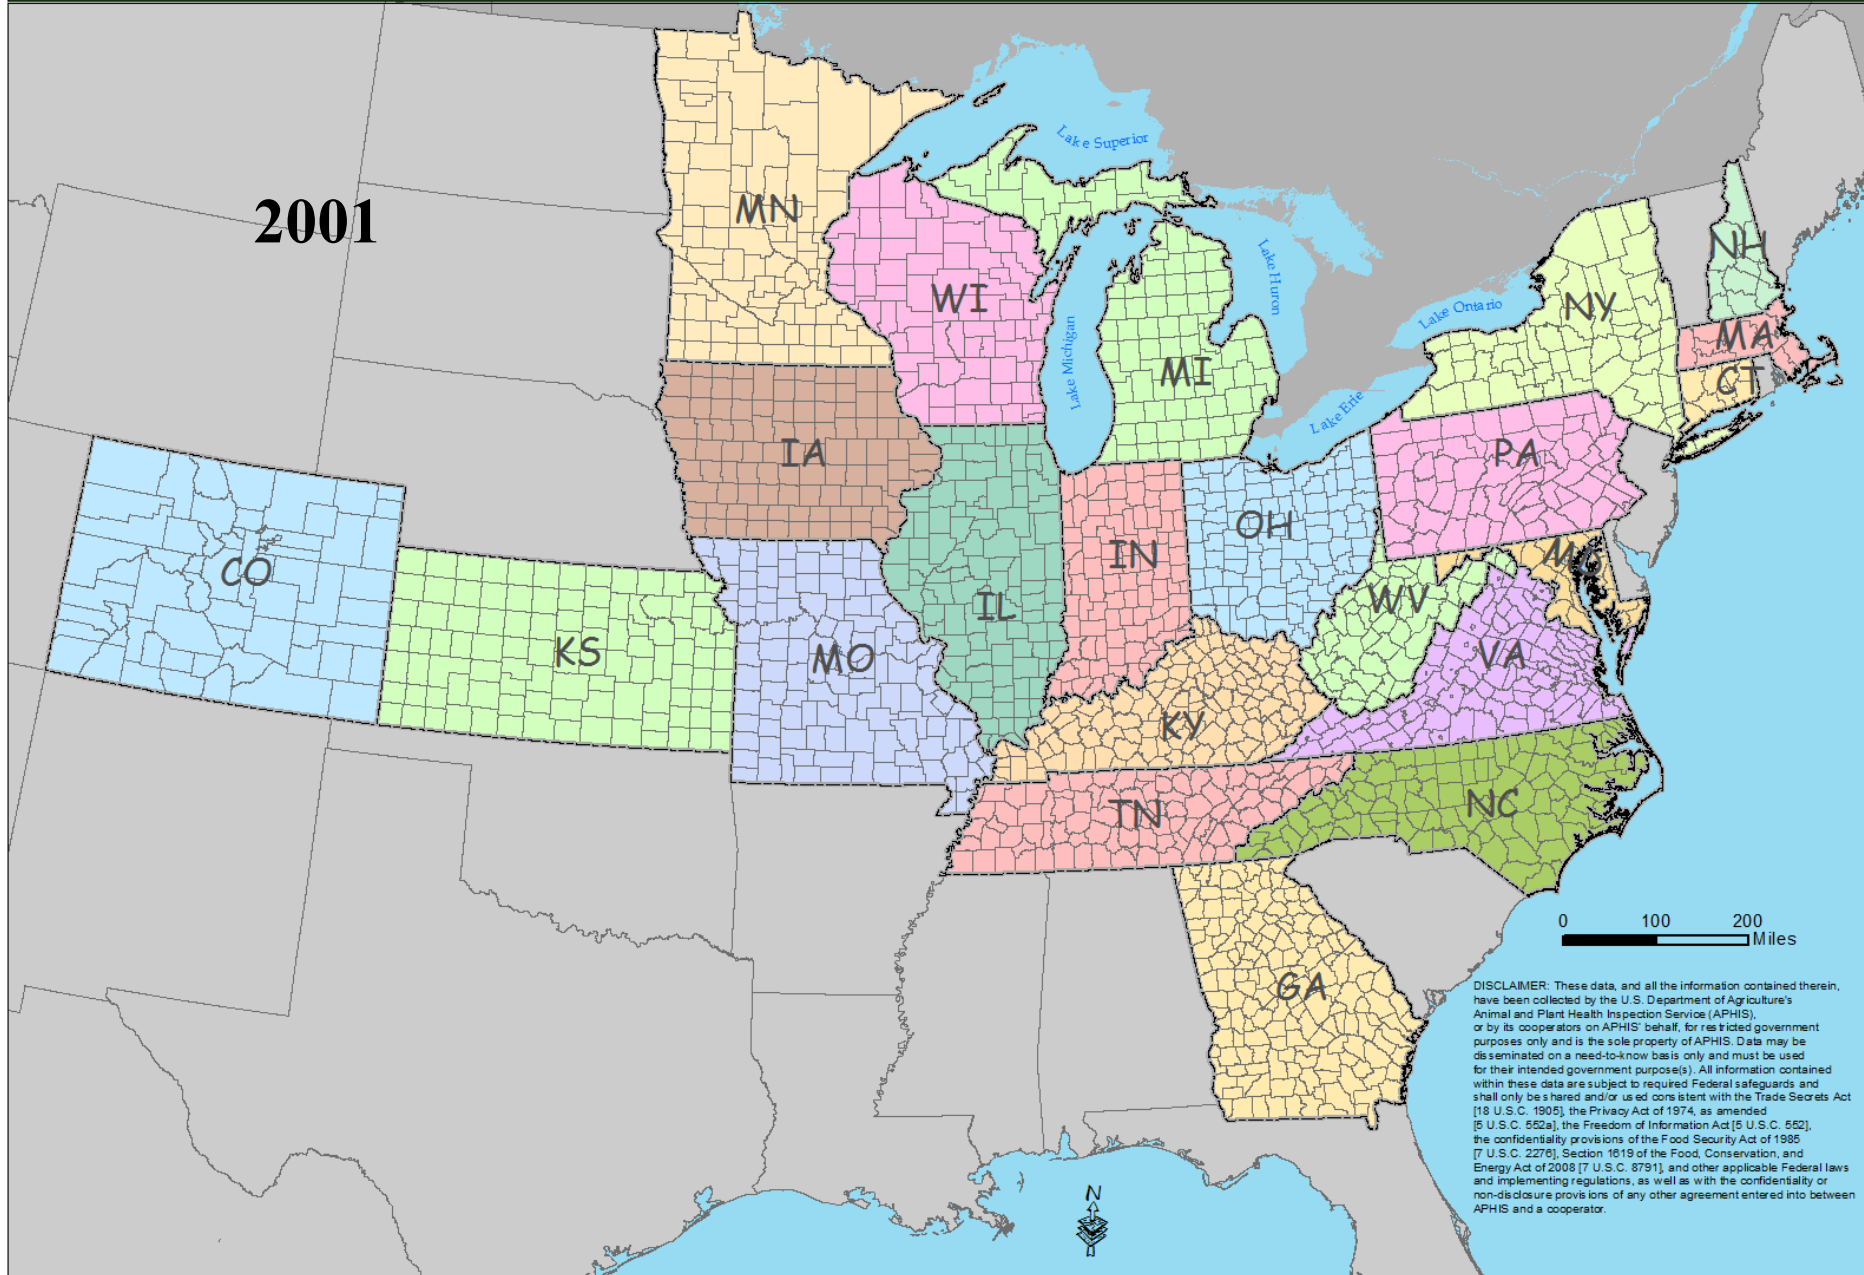 2001
MN
Lake Superior
WI
Lake Michigan
Lake Huron
MI
Lake Ontario
NY
NH
MA
CT
Lake Erie
IA
PA
OH
CO
IN
IL
KS
MO
WV
MD
VA
KY
TN
NC
GA
0 100 200
Miles
DISCLAIMER: These data, and all the information contained therein,
have been collected by the U.S. Department of Agriculture's
Animal and Plant Health Inspection Service (APHIS),
or by its cooperators on APHIS' behalf, for restricted government
purposes only and is the sole property of APHIS. Data may be
disseminated on a need-to-know basis only and must be used
for their intended government purpose(s). All information contained
within these data are subject to required Federal safeguards and
shall only be shared and/or used consistent with the Trade Secrets Act
[18 U.S.C. 1905], the Privacy Act of 1974, as amended
[5 U.S.C. 552a], the Freedom of Information Act [5 U.S.C. 552],
the confidentiality provisions of the Food Security Act of 1985
[7 U.S.C. 2276], Section 1619 of the Food, Conservation, and
Energy Act of 2008 [7 U.S.C. 8791], and other applicable Federal laws
and implementing regulations, as well as with the confidentiality or
non-disclosure provisions of any other agreement entered into between
APHIS and a cooperator.
N